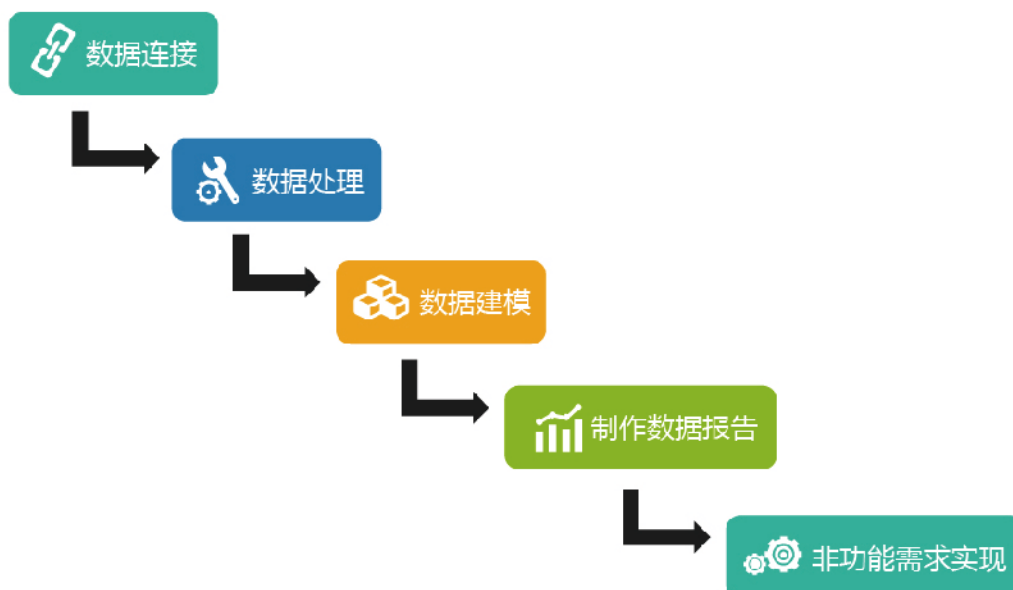 数据连接
数据处理
数据建模
制作数据报告
非功能需求实现